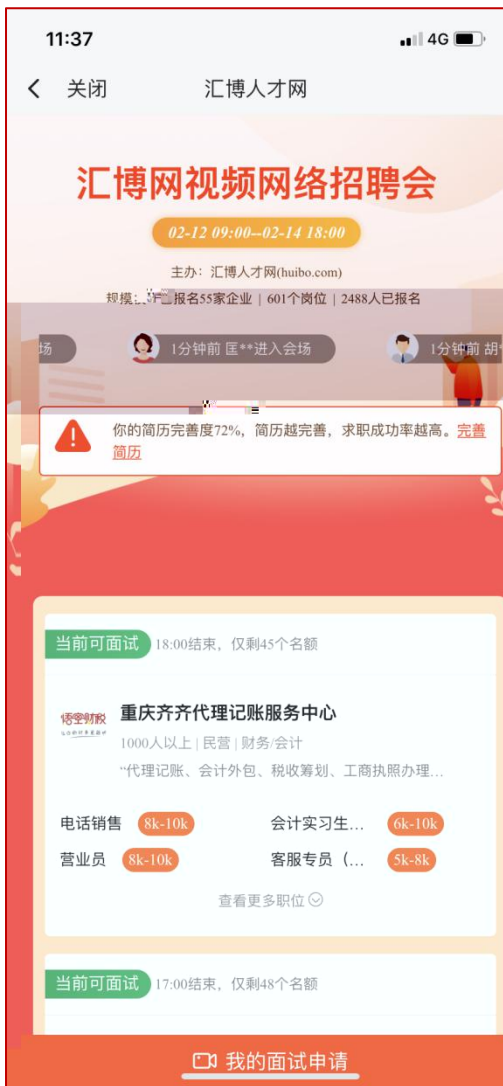 11:37
4G
关闭 汇博人才网
汇博网视频网络招聘会
02-12 09:00--02-14 18:00
主办：汇博人才网(huibo.com)
规模：报名55家企业 | 601个岗位 | 2488人已报名
场 1分钟前 匡**进入会场 1分钟前 胡*
你的简历完善度72%，简历越完善，求职成功率越高。完善
简历
当前可面试 18:00结束，仅剩45个名额
悟空财税
重庆齐齐代理记账服务中心
1000人以上 | 民营 | 财务/会计
“代理记账、会计外包、税收筹划、工商执照办理...
电话销售 8k-10k 会计实习生... 6k-10k
营业员 8k-10k 客服专员（... 5k-8k
查看更多职位
当前可面试 17:00结束，仅剩48个名额
我的面试申请